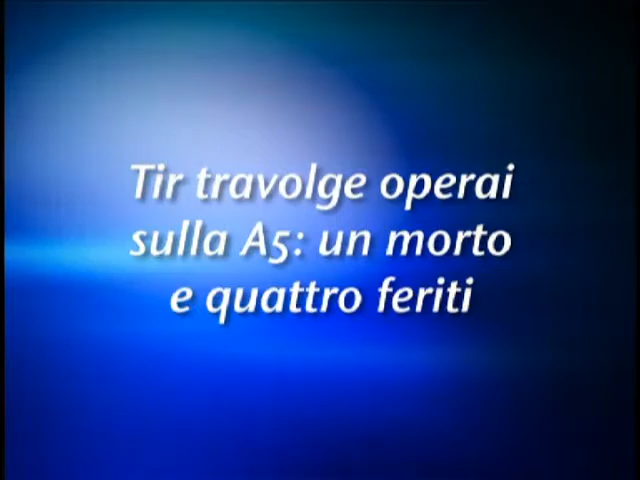 Tir travolge operai
sulla A5: un morto
e quattro feriti